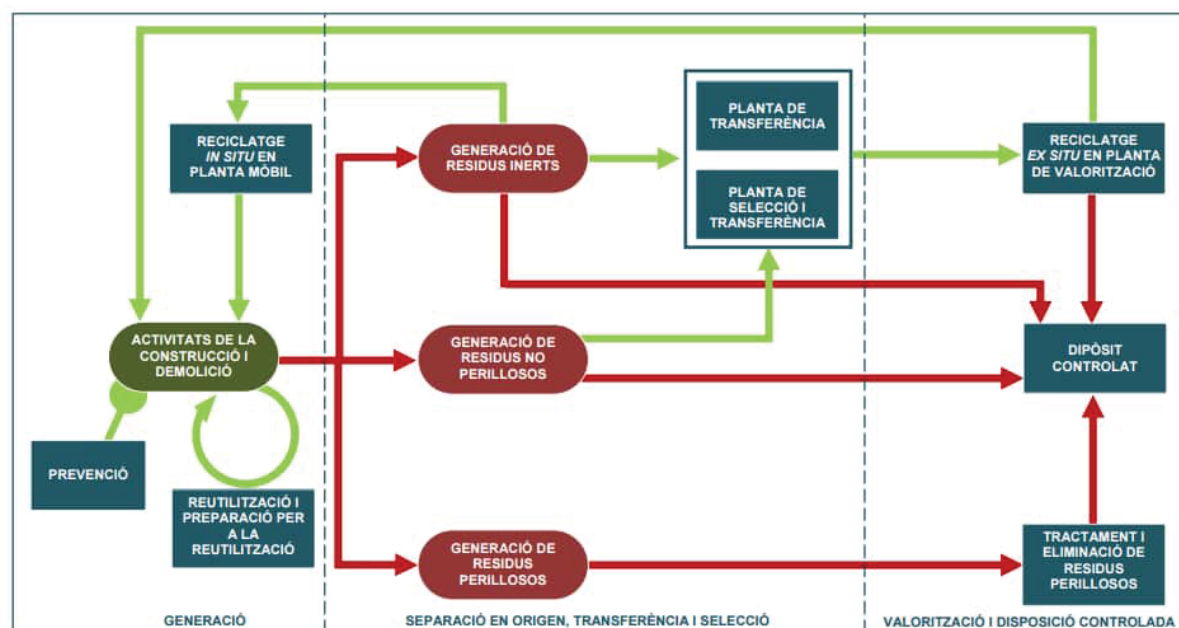 PLANTA DE
TRANSFERÈNCIA
RECICLATGE
IN SITU EN
PLANTA MÒBIL
GENERACIÓ DE
RESIDUS INERTS
RECICLATGE
EX SITU EN PLANTA
DE VALORITZACIÓ
PLANTA DE
SELECCIÓ I
TRANSFERÈNCIA
ACTIVITATS DE LA
CONSTRUCCIÓ I
DEMOLICIÓ
GENERACIÓ DE
RESIDUS NO
PERILLOSOS
DIPÒSIT
CONTROLAT
PREVENCIÓ
REUTILITZACIÓ I
PREPARACIÓ PER
A LA
REUTILITZACIÓ
GENERACIÓ DE
RESIDUS
PERILLOSOS
TRACTAMENT I
ELIMINACIÓ DE
RESIDUS
PERILLOSOS
GENERACIÓ
SEPARACIÓ EN ORIGEN, TRANSFERÈNCIA I SELECCIÓ
VALORITZACIÓ I DISPOSICIÓ CONTROLADA